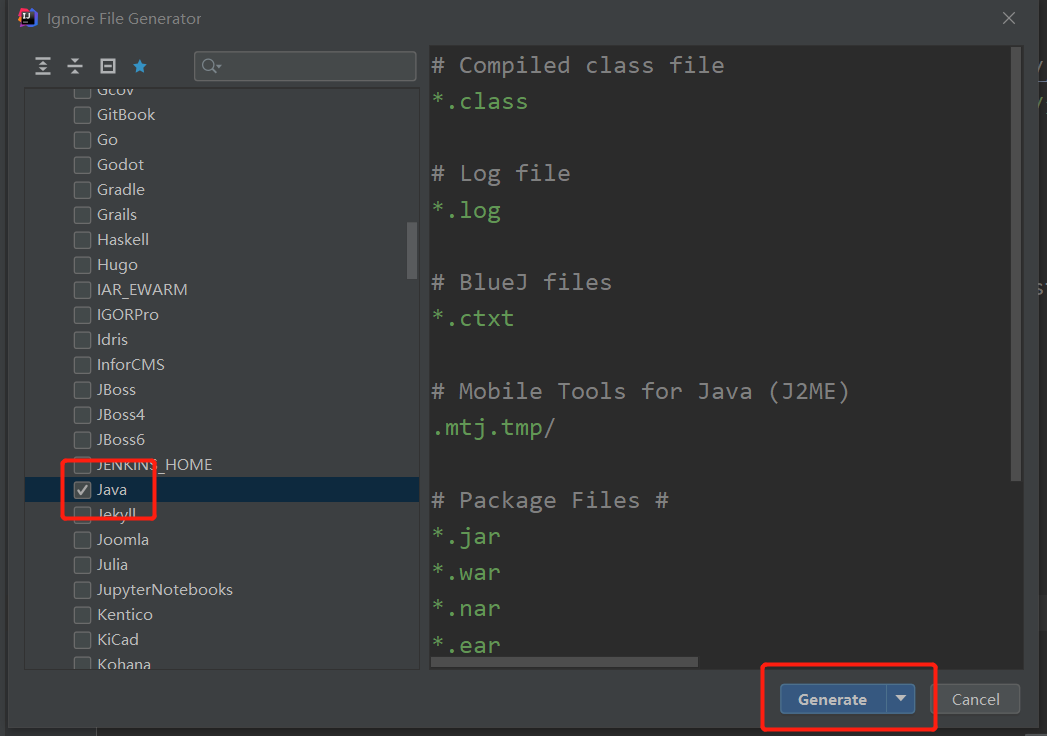 Ignore File Generator
Gcov
GitBook
Go
Godot
Gradle
Grails
Haskell
Hugo
IAR_EWARM
IGORPro
Idris
InforCMS
JBoss
JBoss4
JBoss6
JENKINS_HOME
Java
Jekyll
Joomla
Julia
JupyterNotebooks
Kentico
KiCad
Kohana
# Compiled class file
*.class
# Log file
*.log
# BlueJ files
*.ctxt
# Mobile Tools for Java (J2ME)
.mtj.tmp/
# Package Files #
*.jar
*.war
*.nar
*.ear
Generate
Cancel